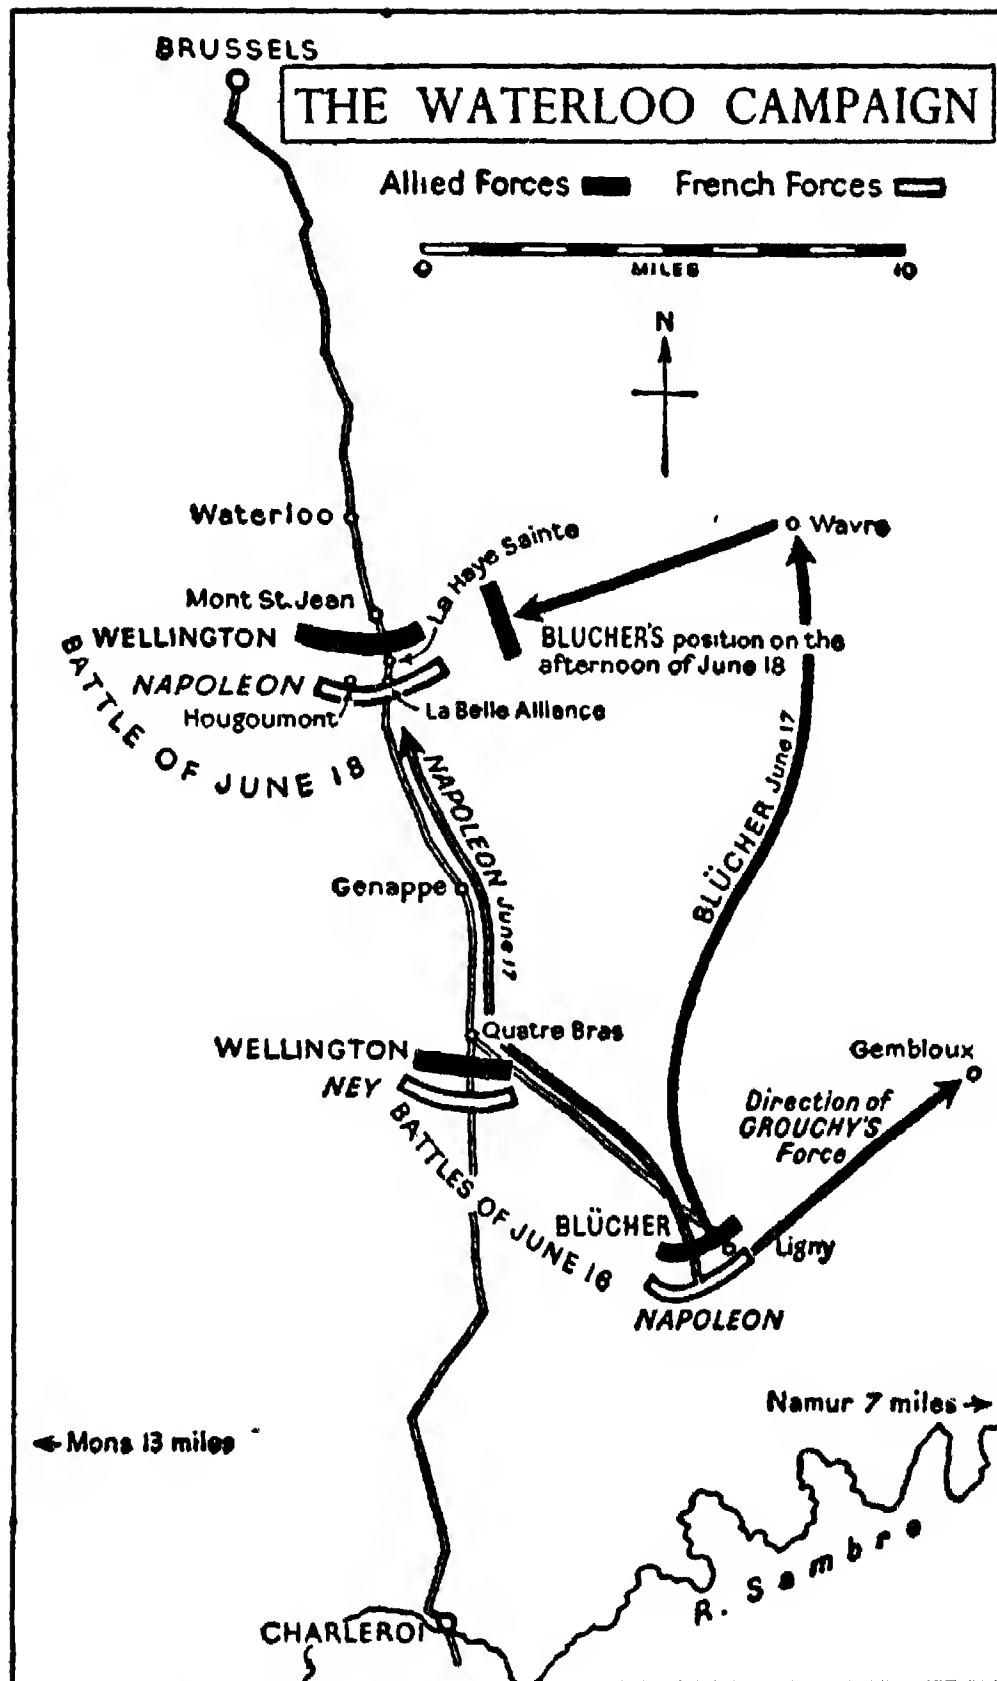 BRUSSELS
THE WATERLOO CAMPAIGN
Allied Forces
French Forces
0
MILES
10
N
Waterloo
Wavre
La Haye Sainte
Mont St. Jean
WELLINGTON
BLUCHER'S position on the
afternoon of June 18
NAPOLEON
Hougoumont
La Belle Alliance
BATTLE OF JUNE 18
NAPOLEON June 17
BLÜCHER June 17
Genappe
Quatre Bras
WELLINGTON
NEY
Gembloux
Direction of
GROUCHY'S
Force
BATTLES OF JUNE 16
BLÜCHER
Ligny
NAPOLEON
Namur 7 miles
Mons 13 miles
R. Sambre
CHARLEROI